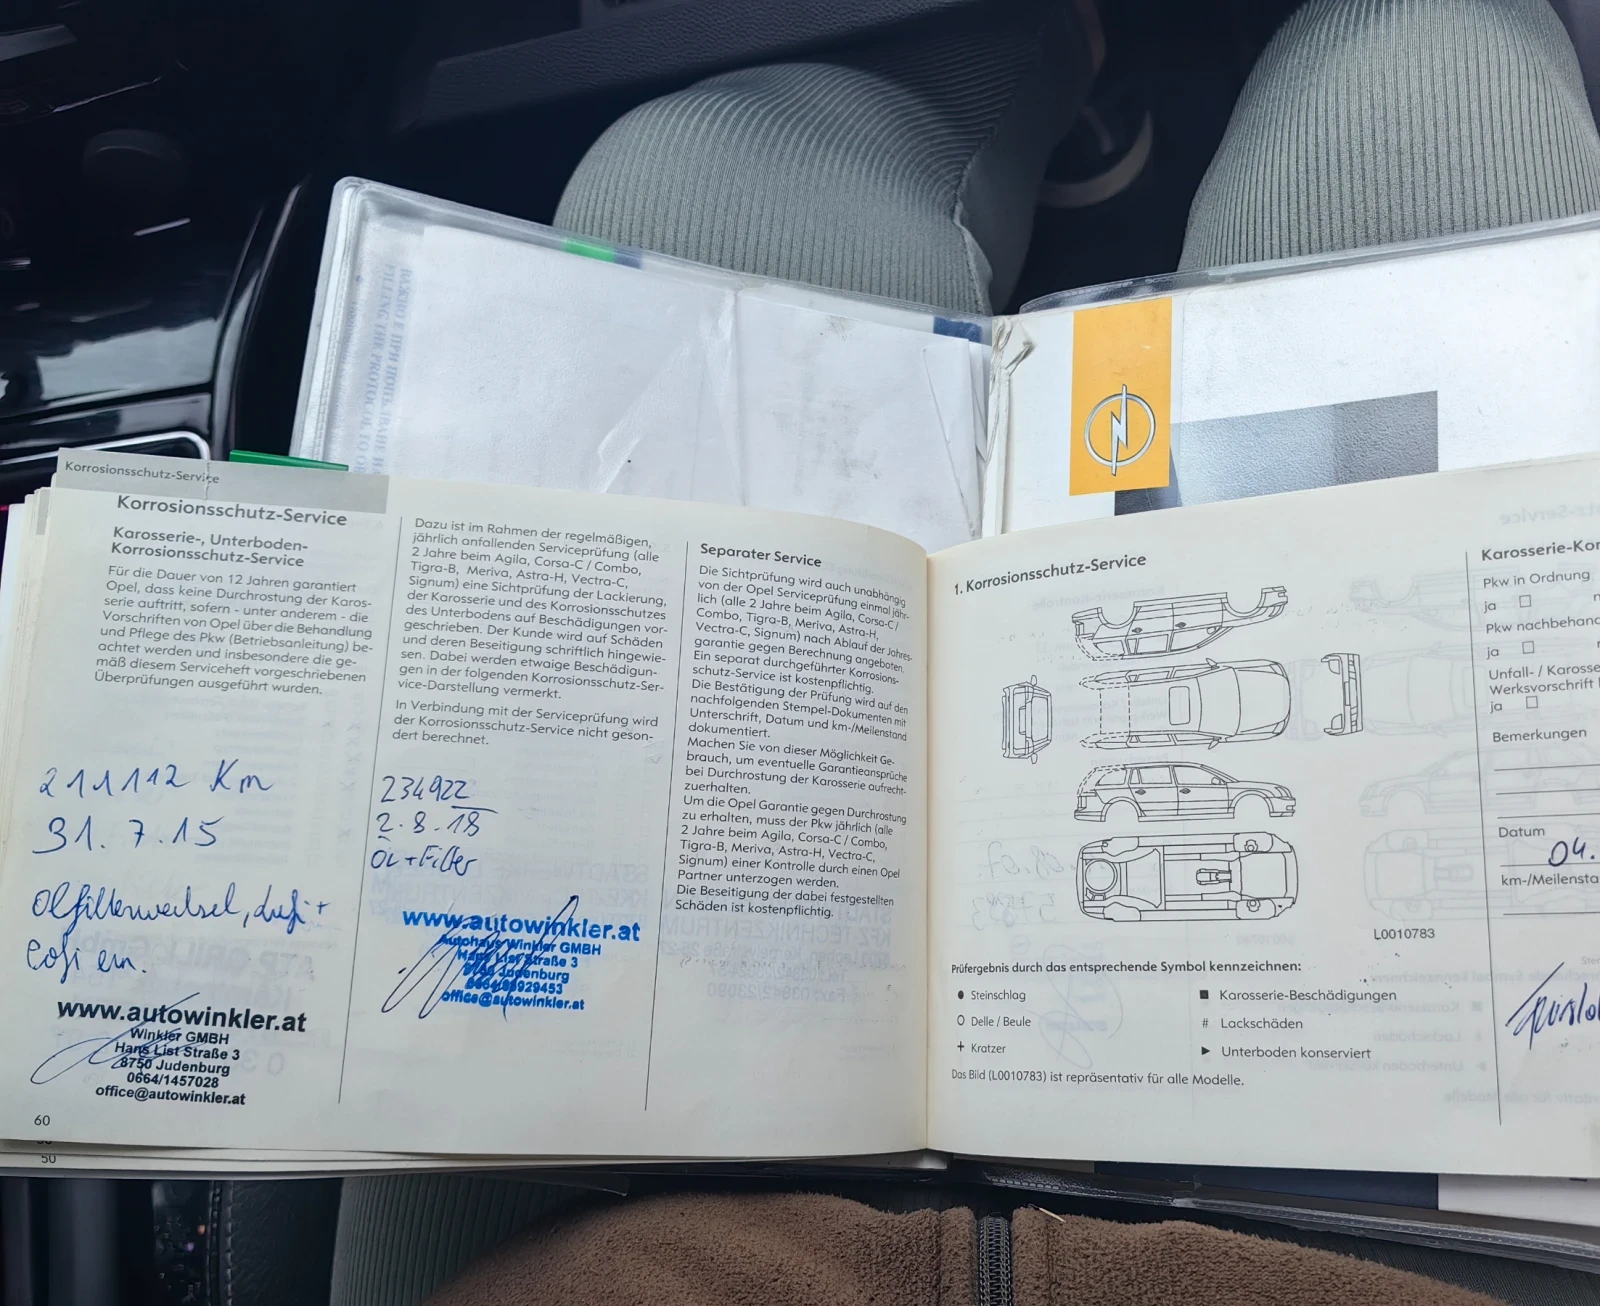 Korrosionsschutz-Service
Korrosionsschutz-Service
Karosserie-, Unterboden-
Korrosionsschutz-Service
Für die Dauer von 12 Jahren garantiert
Opel, dass keine Durchrostung der Karos-
serie auftritt, sofern - unter anderem - die
Vorschriften von Opel über die Behandlung
und Pflege des Pkw (Betriebsanleitung) be-
achtet werden und insbesondere die ge-
mäß diesem Serviceheft vorgeschriebenen
Überprüfungen ausgeführt wurden.
211112 Km
31. 7. 15
Ölfilterwechsel,
www.autowinkler.at
Winkler GMBH
Hans List Straße 3
8750 Judenburg
0664/1457028
office@autowinkler.at
60
50
Dazu ist im Rahmen der regelmäßigen,
jährlich anfallenden Serviceprüfung (alle
2 Jahre beim Agila, Corsa-C / Combo,
Tigra-B, Meriva, Astra-H, Vectra-C,
Signum) eine Sichtprüfung der Lackierung,
der Karosserie und des Korrosionsschutzes
des Unterbodens auf Beschädigungen vor-
geschrieben. Der Kunde wird auf Schäden
und deren Beseitigung schriftlich hingewie-
sen. Dabei werden etwaige Beschädigun-
gen in der folgenden Korrosionsschutz-Ser-
vice-Darstellung vermerkt.
In Verbindung mit der Serviceprüfung wird
der Korrosionsschutz-Service nicht geson-
dert berechnet.
234922
2.8.18
Öl + Filter
www.autowinkler.at
Autohaus Winkler GMBH
Hans List Straße 3
Judenburg
office@autowinkler.at
Separater Service
Die Sichtprüfung wird auch unabhängig
von der Opel Serviceprüfung einmal jähr-
lich (alle 2 Jahre beim Agila, Corsa-C /
Combo, Tigra-B, Meriva, Astra-H,
Vectra-C, Signum) nach Ablauf der Jahres-
garantie gegen Berechnung angeboten.
Ein separat durchgeführter Korrosions-
schutz-Service ist kostenpflichtig.
Die Bestätigung der Prüfung wird auf den
nachfolgenden Stempel-Dokumenten mit
Unterschrift, Datum und km-/Meilenstand
dokumentiert.
Machen Sie von dieser Möglichkeit Ge-
brauch, um eventuelle Garantieansprüche
bei Durchrostung der Karosserie aufrecht-
zuerhalten.
Um die Opel Garantie gegen Durchrostung
zu erhalten, muss der Pkw jährlich (alle
2 Jahre beim Agila, Corsa-C / Combo,
Tigra-B, Meriva, Astra-H, Vectra-C,
Signum) einer Kontrolle durch einen Opel
Partner unterzogen werden.
Die Beseitigung der dabei festgestellten
Schäden ist kostenpflichtig.
1. Korrosionsschutz-Service
L0010783
Prüfergebnis durch das entsprechende Symbol kennzeichnen:
● Steinschlag
O Delle / Beule
+ Kratzer
■ Karosserie-Beschädigungen
# Lackschäden
► Unterboden konserviert
Das Bild (L0010783) ist repräsentativ für alle Modelle.
Karosserie-Kor
Pkw in Ordnung
ja
Pkw nachbehand
ja
Unfall- / Karosse
Werksvorschrift
ja
Bemerkungen
Datum
04.
km-/Meilensta